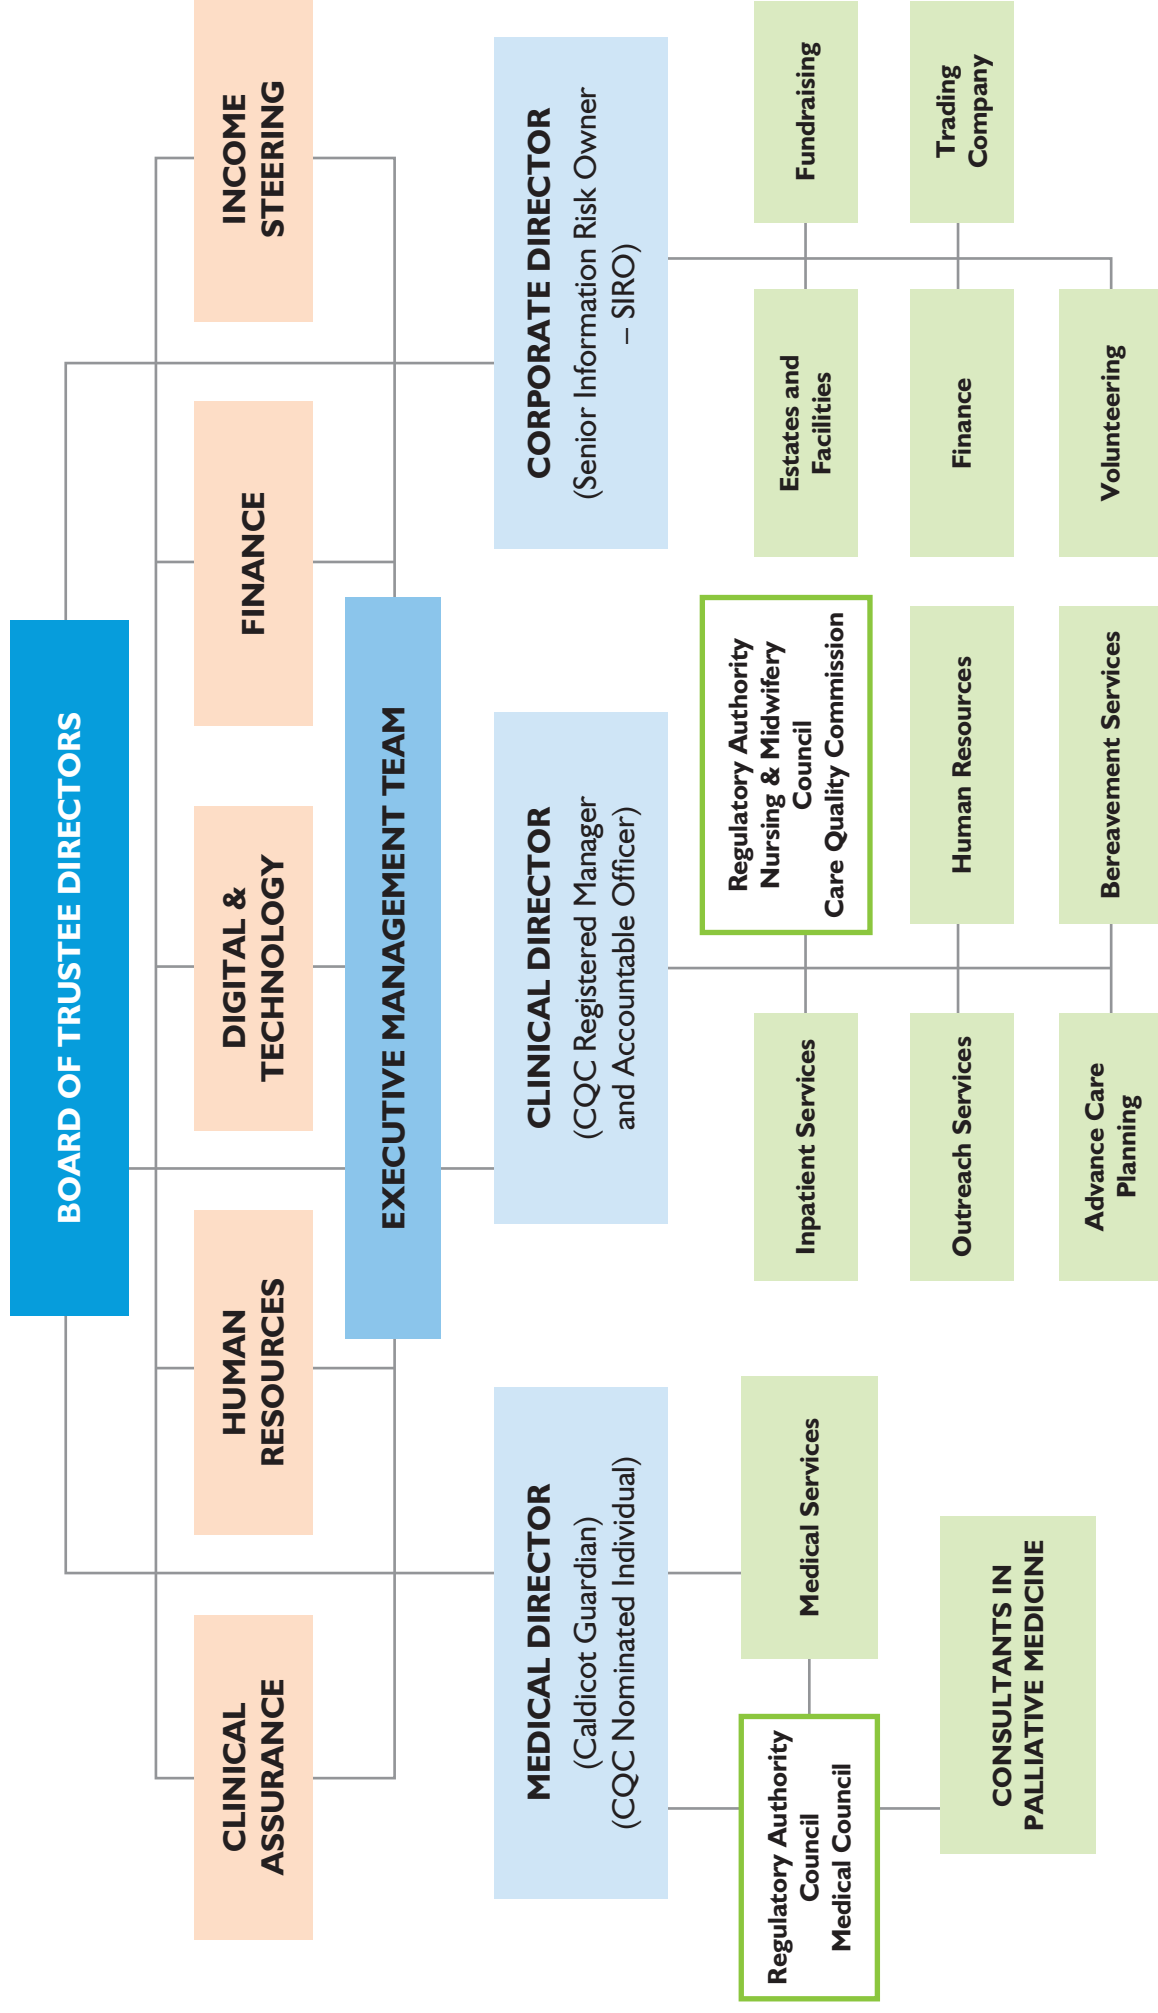 BOARD OF TRUSTEE DIRECTORS
CLINICAL
ASSURANCE
HUMAN
RESOURCES
DIGITAL &
TECHNOLOGY
FINANCE
INCOME
STEERING
EXECUTIVE MANAGEMENT TEAM
MEDICAL DIRECTOR
(Caldicot Guardian)
(CQC Nominated Individual)
CLINICAL DIRECTOR
(CQC Registered Manager
and Accountable Officer)
CORPORATE DIRECTOR
(Senior Information Risk Owner
– SIRO)
Regulatory Authority
Council
Medical Council
Medical Services
CONSULTANTS IN
PALLIATIVE MEDICINE
Inpatient Services
Regulatory Authority
Nursing & Midwifery
Council
Care Quality Commission
Outreach Services
Human Resources
Advance Care
Planning
Bereavement Services
Estates and
Facilities
Fundraising
Finance
Trading
Company
Volunteering